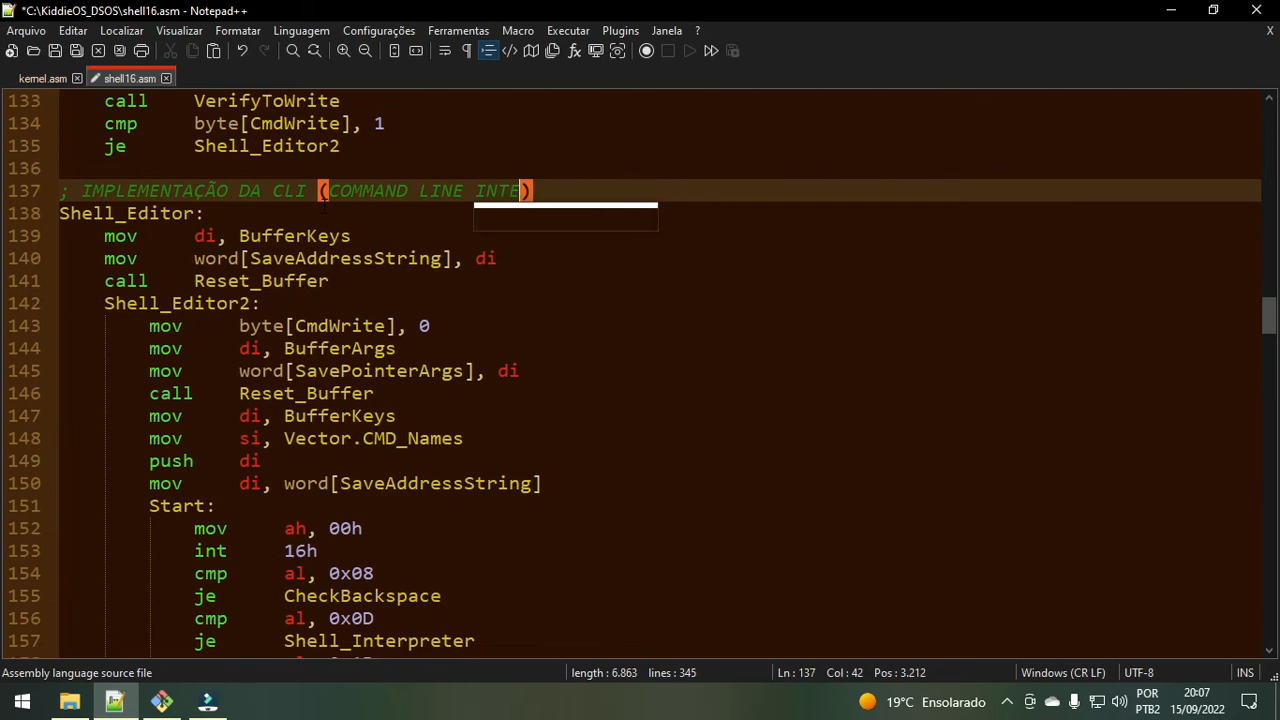 *C:\KiddieOS_DSOS\shell16.asm - Notepad++
Arquivo Editar Localizar Visualizar Formatar Linguagem Configurações Ferramentas Macro Executar Plugins Janela ? X
kernel.asm shell16.asm
133 call VerifyToWrite
134 cmp byte[CmdWrite], 1
135 je Shell_Editor2
136
137 ; IMPLEMENTAÇÃO DA CLI (COMMAND LINE INTE)
138 Shell_Editor:
139 mov di, BufferKeys
140 mov word[SaveAddressString], di
141 call Reset_Buffer
142 Shell_Editor2:
143 mov byte[CmdWrite], 0
144 mov di, BufferArgs
145 mov word[SavePointerArgs], di
146 call Reset_Buffer
147 mov di, BufferKeys
148 mov si, Vector.CMD_Names
149 push di
150 mov di, word[SaveAddressString]
151 Start:
152 mov ah, 00h
153 int 16h
154 cmp al, 0x08
155 je CheckBackspace
156 cmp al, 0x0D
157 je Shell_Interpreter
Assembly language source file length : 6.863 lines : 345 Ln : 137 Col : 42 Pos : 3.212 Windows (CR LF) UTF-8 INS
19°C Ensolarado POR 20:07
PTB2 15/09/2022